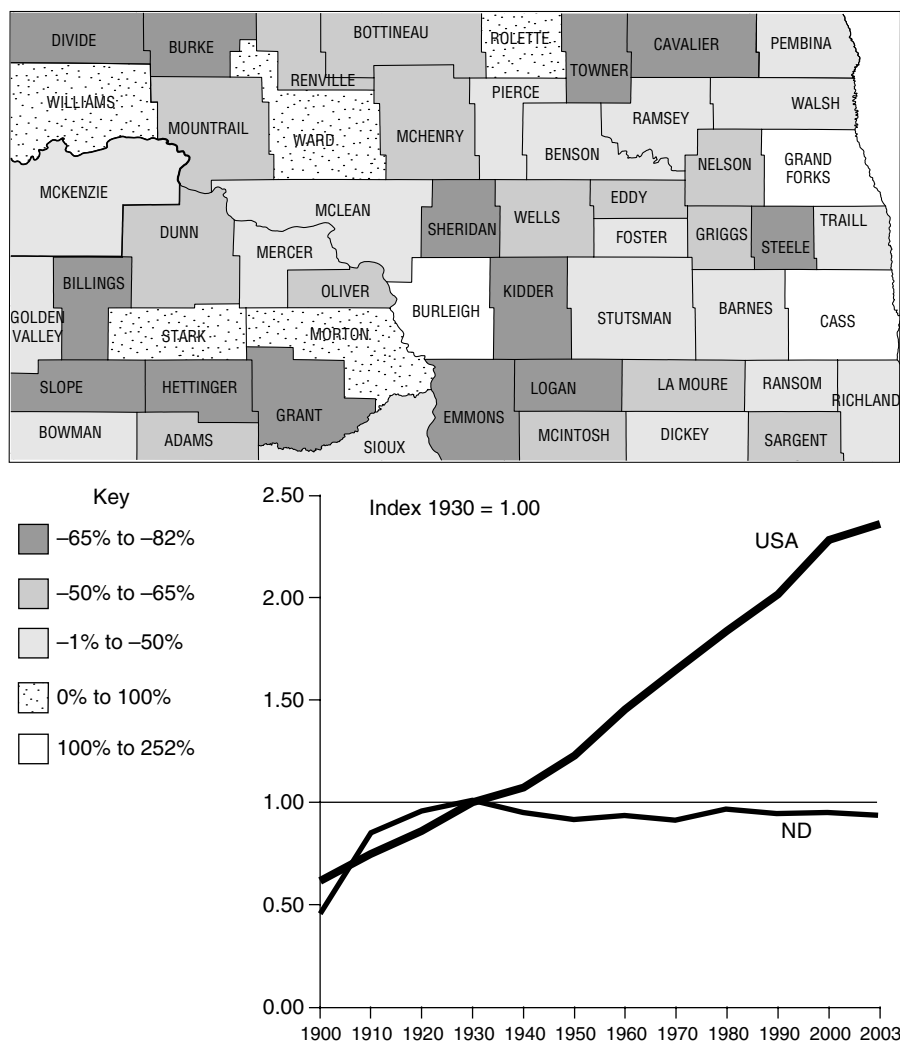 DIVIDE
BURKE
BOTTINEAU
ROLETTE
CAVALIER
PEMBINA
RENVILLE
TOWNER
WILLIAMS
PIERCE
WALSH
MOUNTRAIL
WARD
MCHENRY
RAMSEY
BENSON
NELSON
GRAND
FORKS
MCKENZIE
MCLEAN
EDDY
DUNN
SHERIDAN
WELLS
TRAILL
MERCER
FOSTER
GRIGGS
STEELE
BILLINGS
OLIVER
KIDDER
BURLEIGH
STUTSMAN
BARNES
GOLDEN
VALLEY
STARK
MORTON
CASS
SLOPE
HETTINGER
LOGAN
LA MOURE
RANSOM
RICHLAND
GRANT
EMMONS
BOWMAN
ADAMS
SIOUX
MCINTOSH
DICKEY
SARGENT
Key
–65% to –82%
–50% to –65%
–1% to –50%
0% to 100%
100% to 252%
Index 1930 = 1.00
USA
ND
2.50
2.00
1.50
1.00
0.50
0.00
1900 1910 1920 1930 1940 1950 1960 1970 1980 1990 2000 2003